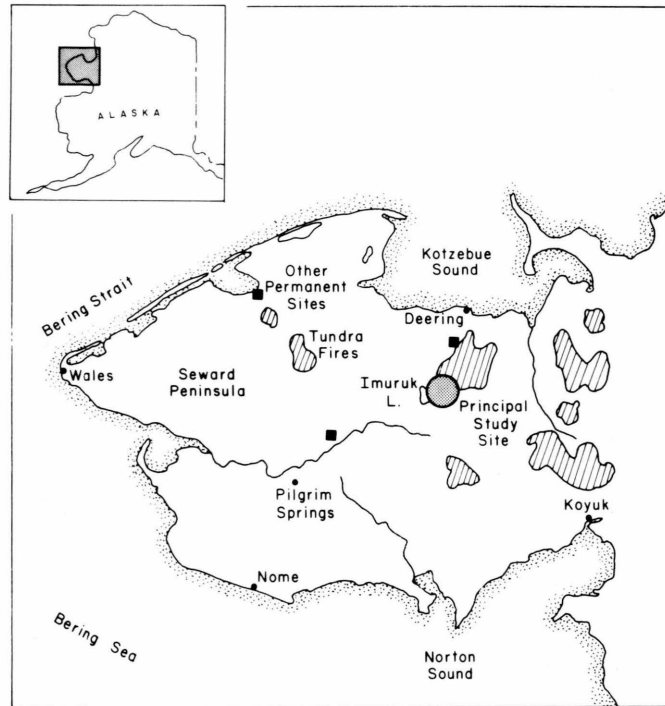 ALASKA
Bering Strait
Other
Permanent
Sites
Kotzebue
Sound
Deering
Tundra
Fires
Wales
Seward
Peninsula
Imuruk
L.
Principal
Study
Site
Pilgrim
Springs
Koyuk
Nome
Bering Sea
Norton
Sound